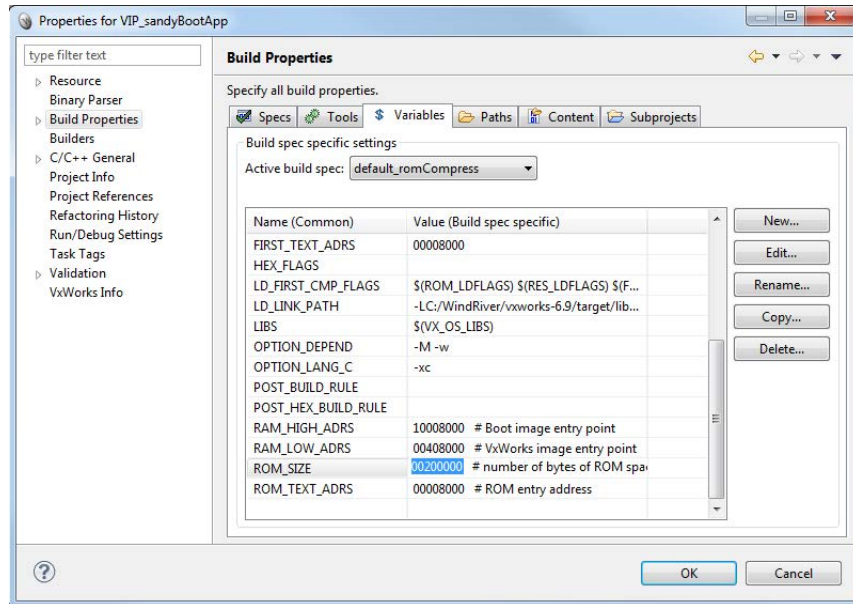 Properties for VIP_sandyBootApp
type filter text
Resource
Binary Parser
Build Properties
Builders
C/C++ General
Project Info
Project References
Refactoring History
Run/Debug Settings
Task Tags
Validation
VxWorks Info
Build Properties
Specify all build properties.
Specs Tools $ Variables Paths Content Subprojects
Build spec specific settings
Active build spec: default_romCompress
Name (Common) Value (Build spec specific)
FIRST_TEXT_ADRS 00008000
HEX_FLAGS
LD_FIRST_CMP_FLAGS $(ROM_LDFLAGS) $(RES_LDFLAGS) $(F...
LD_LINK_PATH -LC:/WindRiver/vxworks-6.9/target/lib...
LIBS $(VX_OS_LIBS)
OPTION_DEPEND -M -w
OPTION_LANG_C -xc
POST_BUILD_RULE
POST_HEX_BUILD_RULE
RAM_HIGH_ADRS 10008000 # Boot image entry point
RAM_LOW_ADRS 00408000 # VxWorks image entry point
ROM_SIZE 00200000 # number of bytes of ROM spa
ROM_TEXT_ADRS 00008000 # ROM entry address
New...
Edit...
Rename...
Copy...
Delete...
? OK Cancel